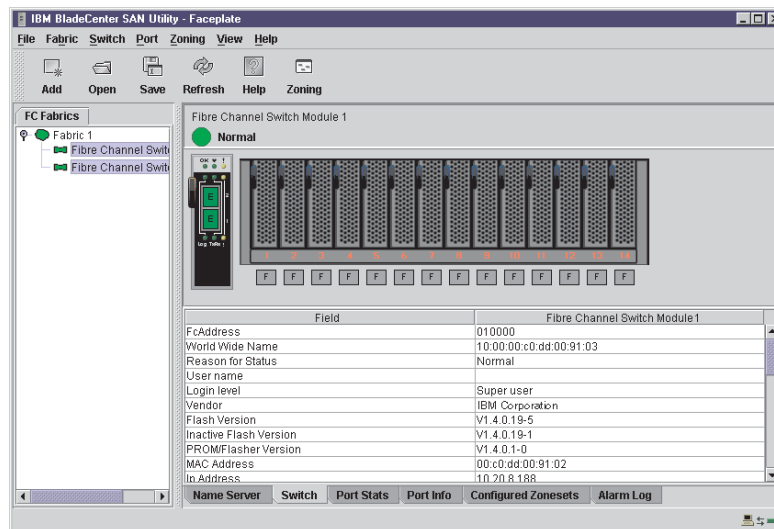 IBM BladeCenter SAN Utility - Faceplate
File Fabric Switch Port Zoning View Help
Add Open Save Refresh Help Zoning
FC Fabrics
Fabric 1
Fibre Channel Swit
Fibre Channel Swit
Fibre Channel Switch Module 1
Normal
OK
E 2
E 1
Log TxRx !
1 2 3 4 5 6 7 8 9 10 11 12 13 14
F F F F F F F F F F F F F F
Field Fibre Channel Switch Module1
FcAddress 010000
World Wide Name 10:00:00:c0:dd:00:91:03
Reason for Status Normal
User name
Login level Super user
Vendor IBM Corporation
Flash Version V1.4.0.19-5
Inactive Flash Version V1.4.0.19-1
PROM/Flasher Version V1.4.0.1-0
MAC Address 00:c0:dd:00:91:02
Ip Address 10.20.8.188
Name Server Switch Port Stats Port Info Configured Zonesets Alarm Log